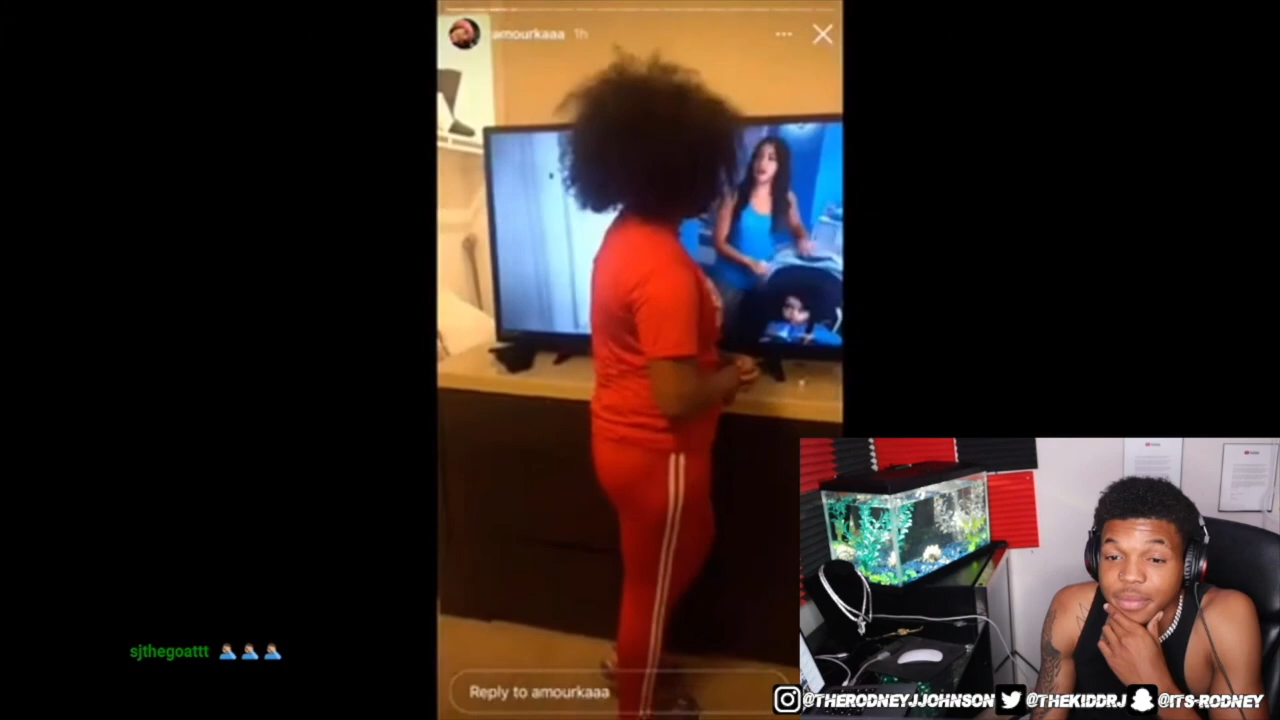 amourkaaa 1h
sjthegoattt
Reply to amourkaaa
@THERODNEYJJOHNSON @THEKIDDRJ @ITS-RODNEY